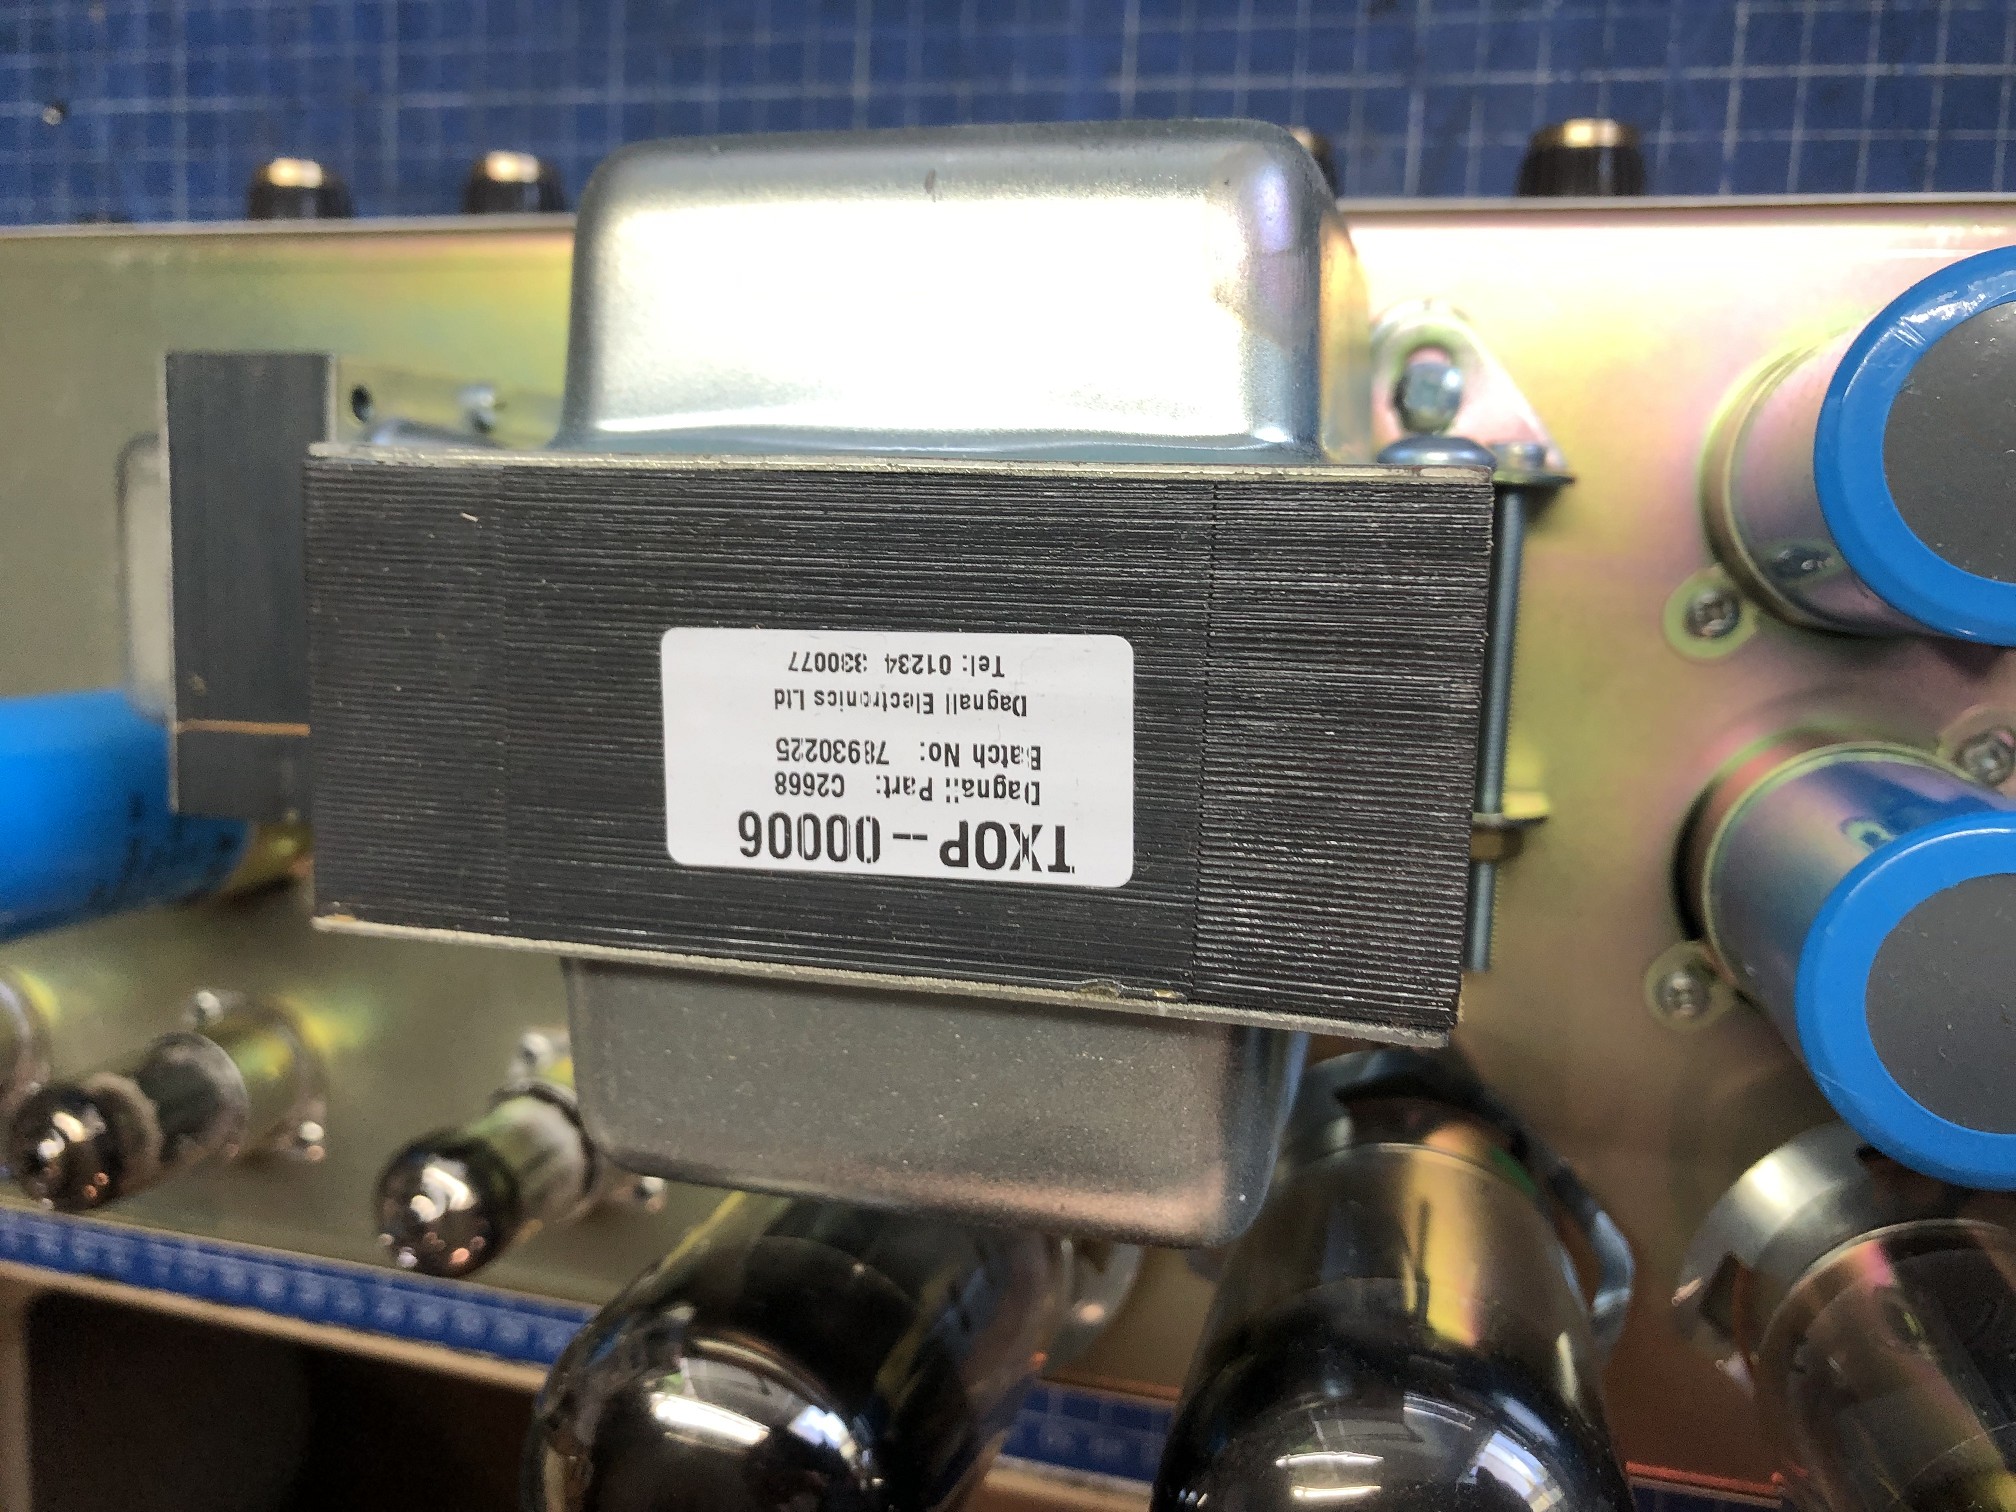 TXOP-00006
Dagnall Part: C2668
Batch No: 78930225
Dagnall Electronics Ltd
Tel: 01234 330077